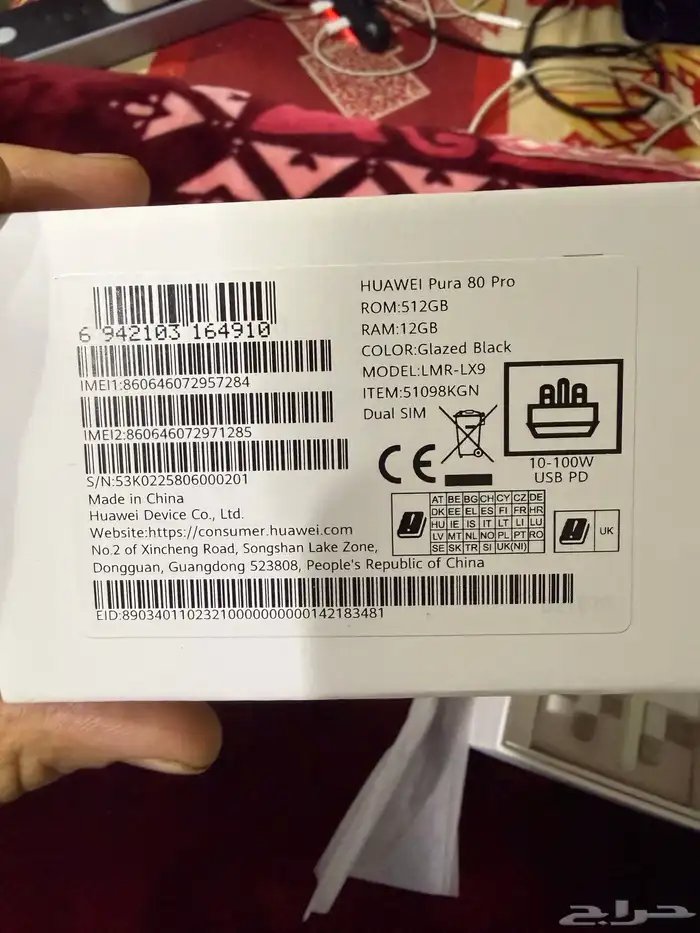 6 942103 164910
IMEI1:860646072957284
IMEI2:860646072971285
S/N:53K0225806000201
Made in China
Huawei Device Co., Ltd.
Website:https://consumer.huawei.com
No.2 of Xincheng Road, Songshan Lake Zone,
Dongguan, Guangdong 523808, People's Republic of China
EID:89034011023210000000000142183481
HUAWEI Pura 80 Pro
ROM:512GB
RAM:12GB
COLOR:Glazed Black
MODEL:LMR-LX9
ITEM:51098KGN
Dual SIM
CE
10-100W
USB PD
AT BE BG CH CY CZ DE
DK EE EL ES FI FR HR
HU IE IS IT LT LI LU
LV MT NL NO PL PT RO
SE SK TR SI UK(NI)
UK
حراج